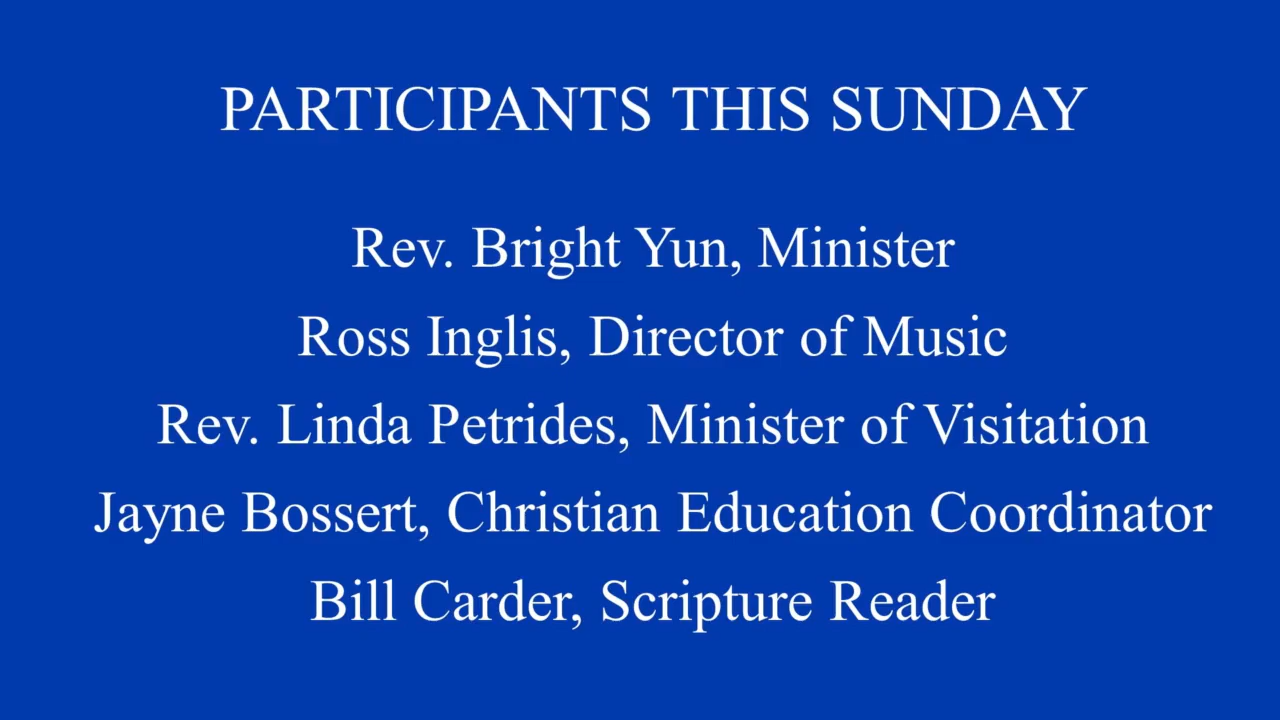 PARTICIPANTS THIS SUNDAY
Rev. Bright Yun, Minister
Ross Inglis, Director of Music
Rev. Linda Petrides, Minister of Visitation
Jayne Bossert, Christian Education Coordinator
Bill Carder, Scripture Reader